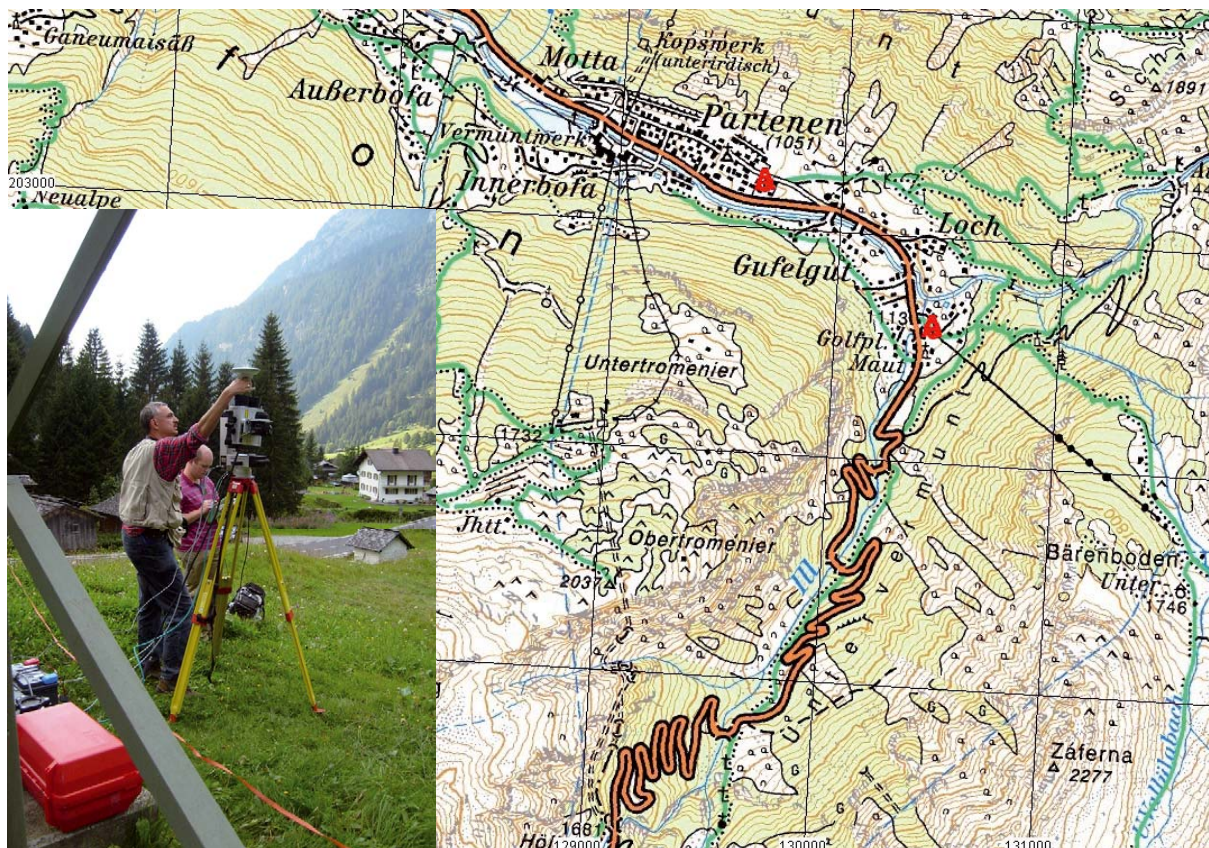 Ganeumaisäß
Motta
Kopswerk
(unterirdisch)
Außerbofa
Partenen
(1051)
1891
Vermuntwerk
203000
Neualpe
Innerbofa
Loch
Gufelgut
1113
Golfpl.
Maut
Untertromenier
1732
Jhtt.
Obertromenier
2037
Ill
Bärenboden
Unter
1746
Zaferna
2277
1681
129000
130000
131000